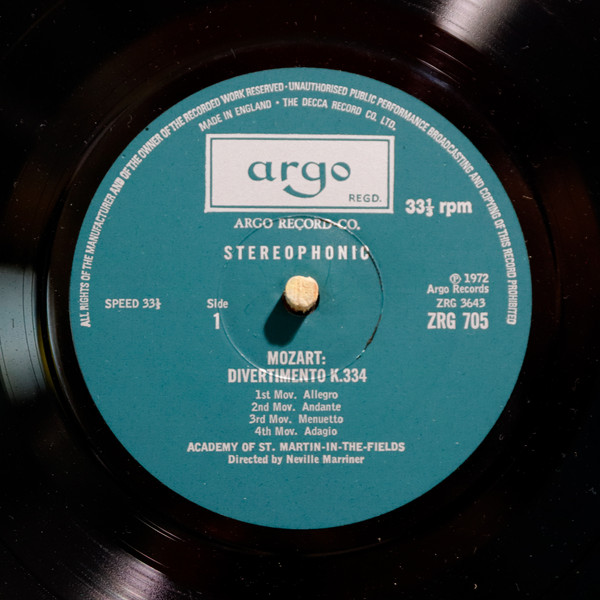 ALL RIGHTS OF THE MANUFACTURER AND OF THE OWNER OF THE RECORDED WORK RESERVED · UNAUTHORISED PUBLIC PERFORMANCE BROADCASTING AND COPYING OF THIS RECORD PROHIBITED
MADE IN ENGLAND · THE DECCA RECORD CO. LTD.
argo
REGD.
33⅓ rpm
ARGO RECORD CO.
STEREOPHONIC
℗ 1972
Argo Records
SPEED 33⅓
Side
ZRG 3643
1
ZRG 705
MOZART:
DIVERTIMENTO K.334
1st Mov. Allegro
2nd Mov. Andante
3rd Mov. Menuetto
4th Mov. Adagio
ACADEMY OF ST. MARTIN-IN-THE-FIELDS
Directed by Neville Marriner